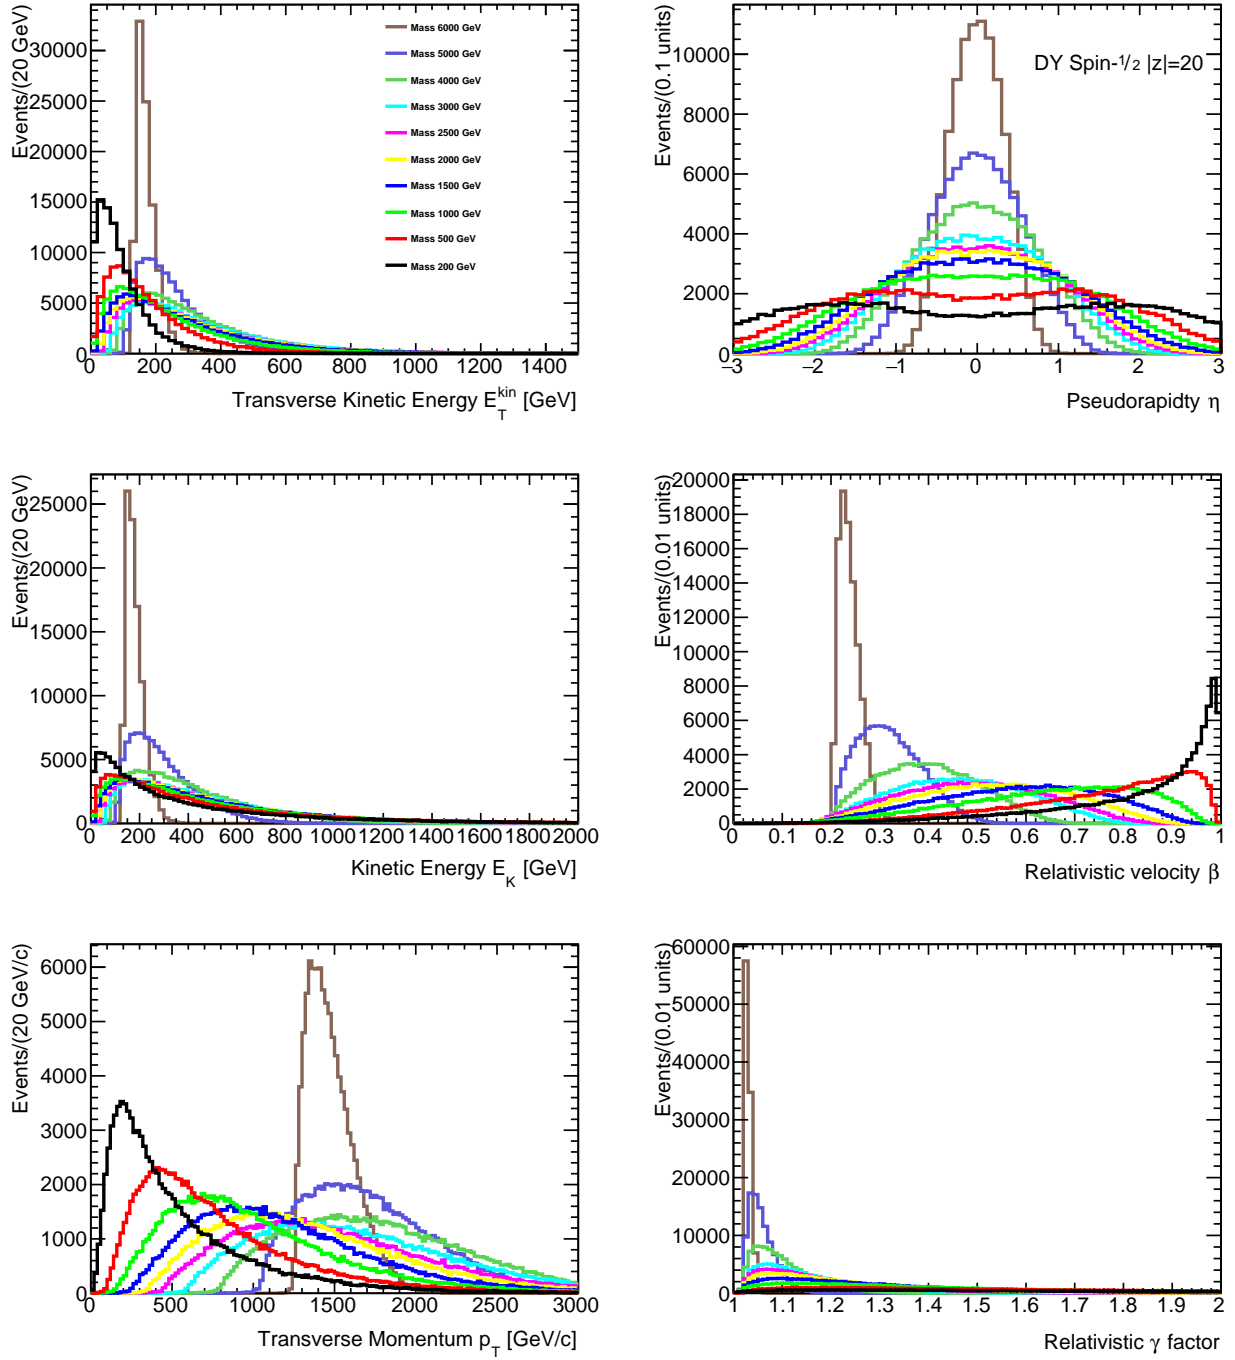 Events/(20 GeV)
30000
25000
20000
15000
10000
5000
0
0 200 400 600 800 1000 1200 1400
Transverse Kinetic Energy E_T^kin [GeV]
Mass 6000 GeV
Mass 5000 GeV
Mass 4000 GeV
Mass 3000 GeV
Mass 2500 GeV
Mass 2000 GeV
Mass 1500 GeV
Mass 1000 GeV
Mass 500 GeV
Mass 200 GeV
Events/(0.1 units)
10000
8000
6000
4000
2000
0
−3 −2 −1 0 1 2 3
Pseudorapidty η
DY Spin-1/2 |z|=20
Events/(20 GeV)
25000
20000
15000
10000
5000
0
0 200 400 600 800 1000 1200 1400 1600 1800 2000
Kinetic Energy E_K [GeV]
Events/(0.01 units)
20000
18000
16000
14000
12000
10000
8000
6000
4000
2000
0
0 0.1 0.2 0.3 0.4 0.5 0.6 0.7 0.8 0.9 1
Relativistic velocity β
Events/(20 GeV/c)
6000
5000
4000
3000
2000
1000
0
0 500 1000 1500 2000 2500 3000
Transverse Momentum p_T [GeV/c]
Events/(0.01 units)
60000
50000
40000
30000
20000
10000
0
1 1.1 1.2 1.3 1.4 1.5 1.6 1.7 1.8 1.9 2
Relativistic γ factor